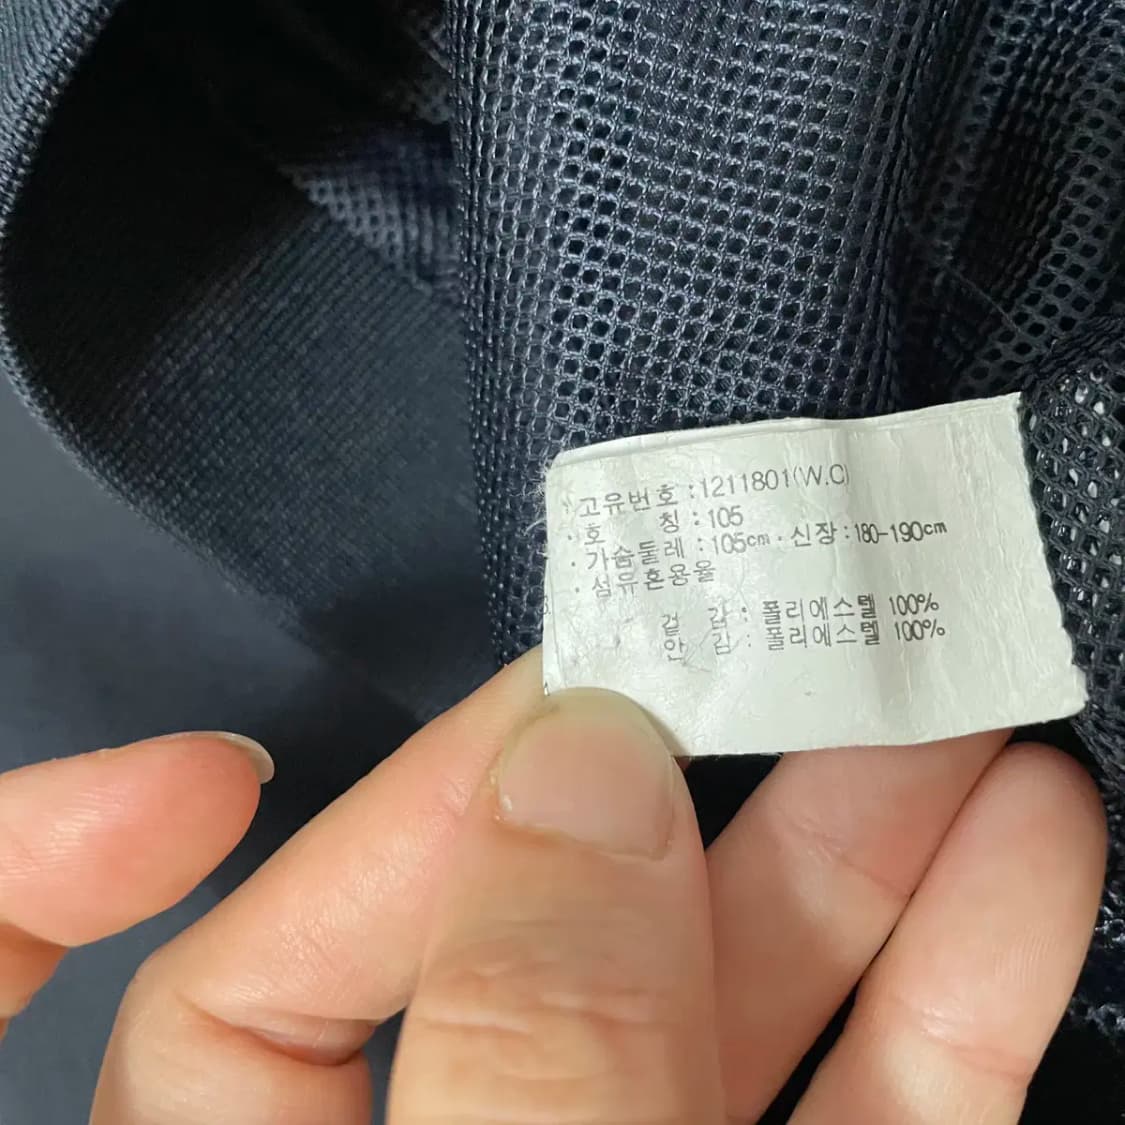 · 고유번호 : 1211801(W.C)
· 호 칭 : 105
· 가슴둘레 : 105cm · 신장 : 180-190cm
· 섬유혼용율
겉 감 : 폴리에스텔 100%
안 감 : 폴리에스텔 100%